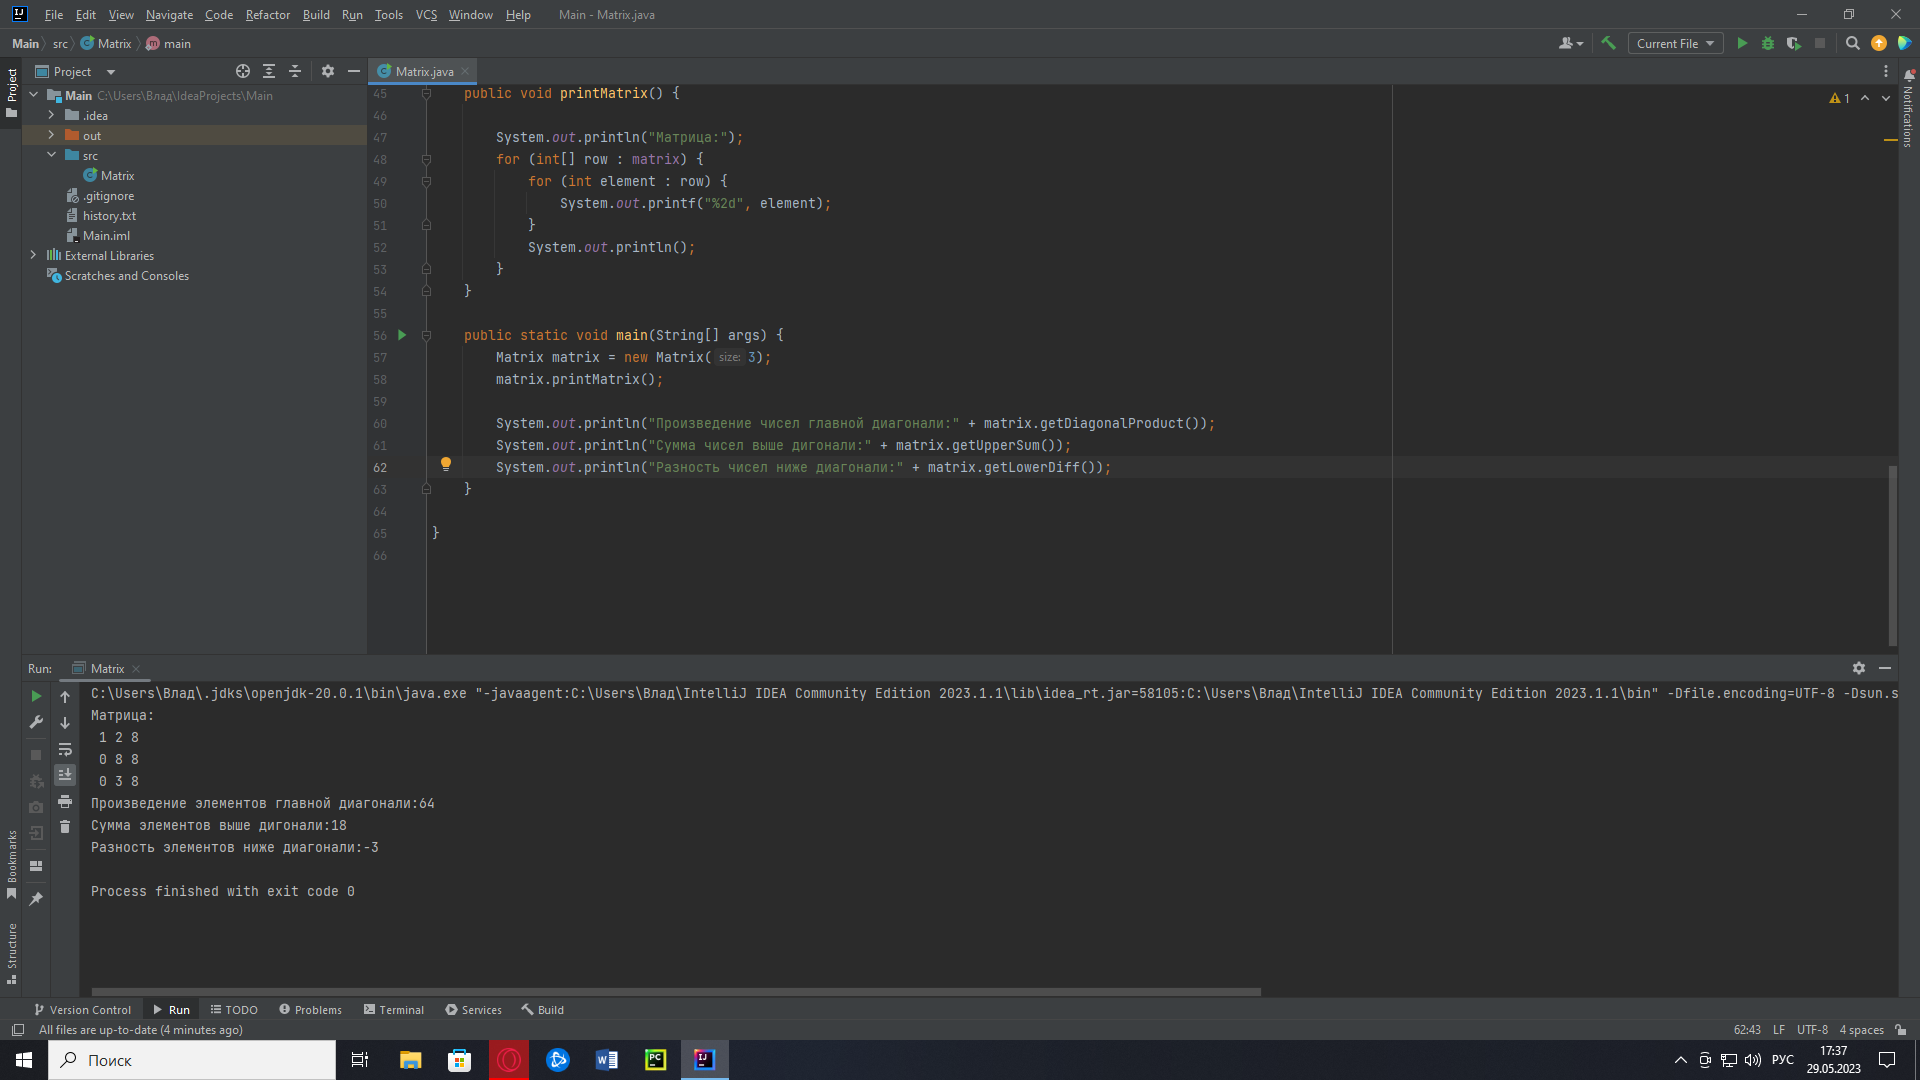 File Edit View Navigate Code Refactor Build Run Tools VCS Window Help Main - Matrix.java
Main src Matrix main
Current File
Project
Matrix.java
Project
Main C:\Users\Влад\IdeaProjects\Main
.idea
out
src
Matrix
.gitignore
history.txt
Main.iml
External Libraries
Scratches and Consoles
1
Notifications
45 public void printMatrix() {
46
47 System.out.println("Матрица:");
48 for (int[] row : matrix) {
49 for (int element : row) {
50 System.out.printf("%2d", element);
51 }
52 System.out.println();
53 }
54 }
55
56 public static void main(String[] args) {
57 Matrix matrix = new Matrix( size: 3);
58 matrix.printMatrix();
59
60 System.out.println("Произведение чисел главной диагонали:" + matrix.getDiagonalProduct());
61 System.out.println("Сумма чисел выше дигонали:" + matrix.getUpperSum());
62 System.out.println("Разность чисел ниже диагонали:" + matrix.getLowerDiff());
63 }
64
65 }
66
Run: Matrix
C:\Users\Влад\.jdks\openjdk-20.0.1\bin\java.exe "-javaagent:C:\Users\Влад\IntelliJ IDEA Community Edition 2023.1.1\lib\idea_rt.jar=58105:C:\Users\Влад\IntelliJ IDEA Community Edition 2023.1.1\bin" -Dfile.encoding=UTF-8 -Dsun.s
Матрица:
1 2 8
0 8 8
0 3 8
Произведение элементов главной диагонали:64
Сумма элементов выше дигонали:18
Разность элементов ниже диагонали:-3
Process finished with exit code 0
Bookmarks
Structure
Version Control Run TODO Problems Terminal Services Build
All files are up-to-date (4 minutes ago)
62:43 LF UTF-8 4 spaces
Поиск
РУС
17:37
29.05.2023